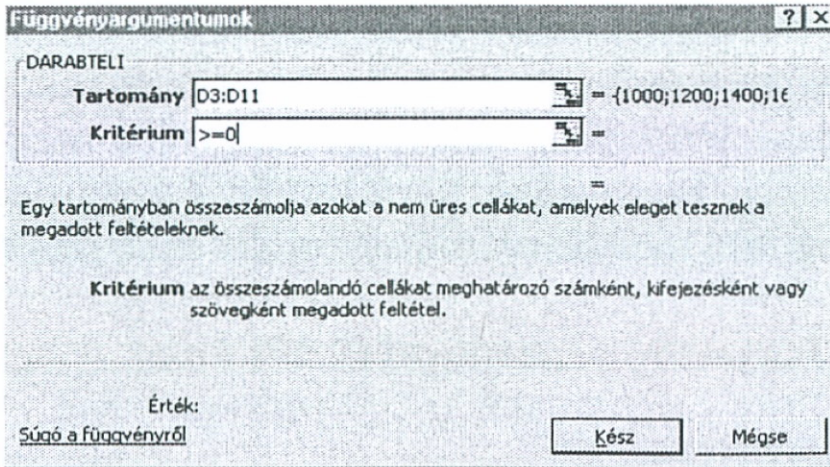 Függvényargumentumok ? ×
DARABTELI
Tartomány D3:D11 = {1000;1200;1400;16
Kritérium >=0 =
=
Egy tartományban összeszámolja azokat a nem üres cellákat, amelyek eleget tesznek a
megadott feltételeknek.
Kritérium az összeszámolandó cellákat meghatározó számként, kifejezésként vagy
szövegként megadott feltétel.
Érték:
Súgó a függvényről Kész Mégse